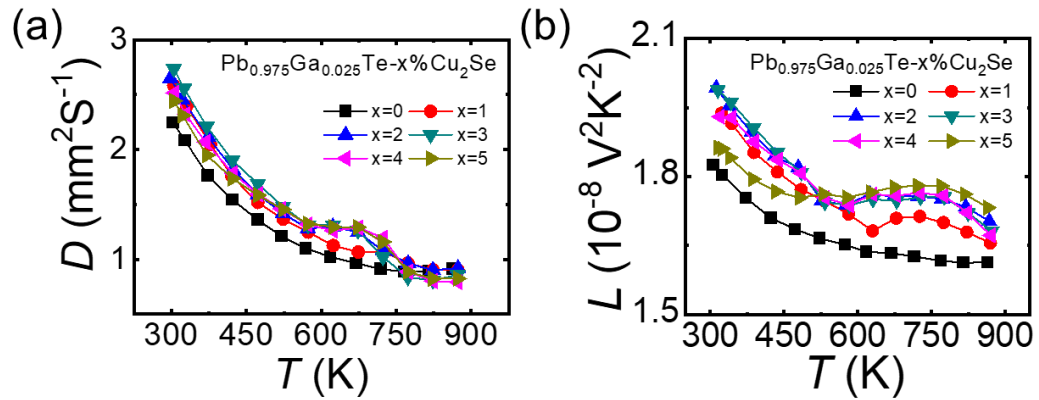 (a)
3
2
1
D (mm²S⁻¹)
Pb₀.₉₇₅Ga₀.₀₂₅Te-x%Cu₂Se
x=0 x=1
x=2 x=3
x=4 x=5
300 450 600 750 900
T (K)
(b)
2.1
1.8
1.5
L (10⁻⁸ V²K⁻²)
Pb₀.₉₇₅Ga₀.₀₂₅Te-x%Cu₂Se
x=0 x=1
x=2 x=3
x=4 x=5
300 450 600 750 900
T (K)